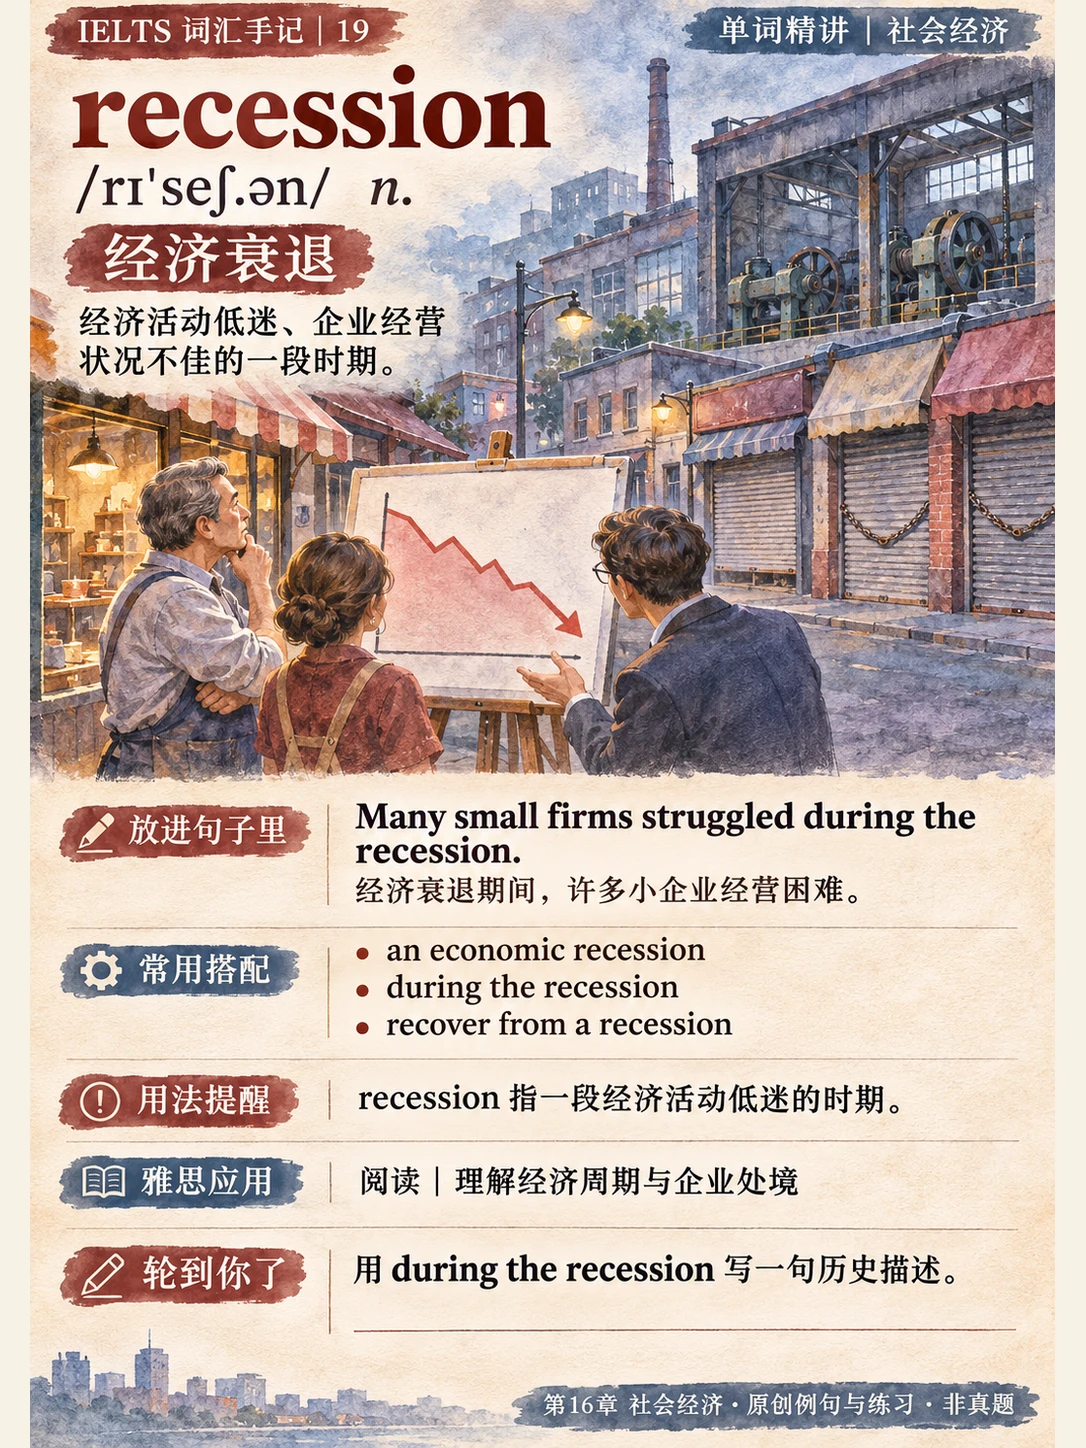 IELTS 词汇手记 | 19
单词精讲 | 社会经济
recession
/rɪˈseʃ.ən/ n.
经济衰退
经济活动低迷、企业经营
状况不佳的一段时期。
放进句子里
Many small firms struggled during the
recession.
经济衰退期间，许多小企业经营困难。
常用搭配
• an economic recession
• during the recession
• recover from a recession
用法提醒
recession 指一段经济活动低迷的时期。
雅思应用
阅读 | 理解经济周期与企业处境
轮到你了
用 during the recession 写一句历史描述。
第16章 社会经济 · 原创例句与练习 · 非真题